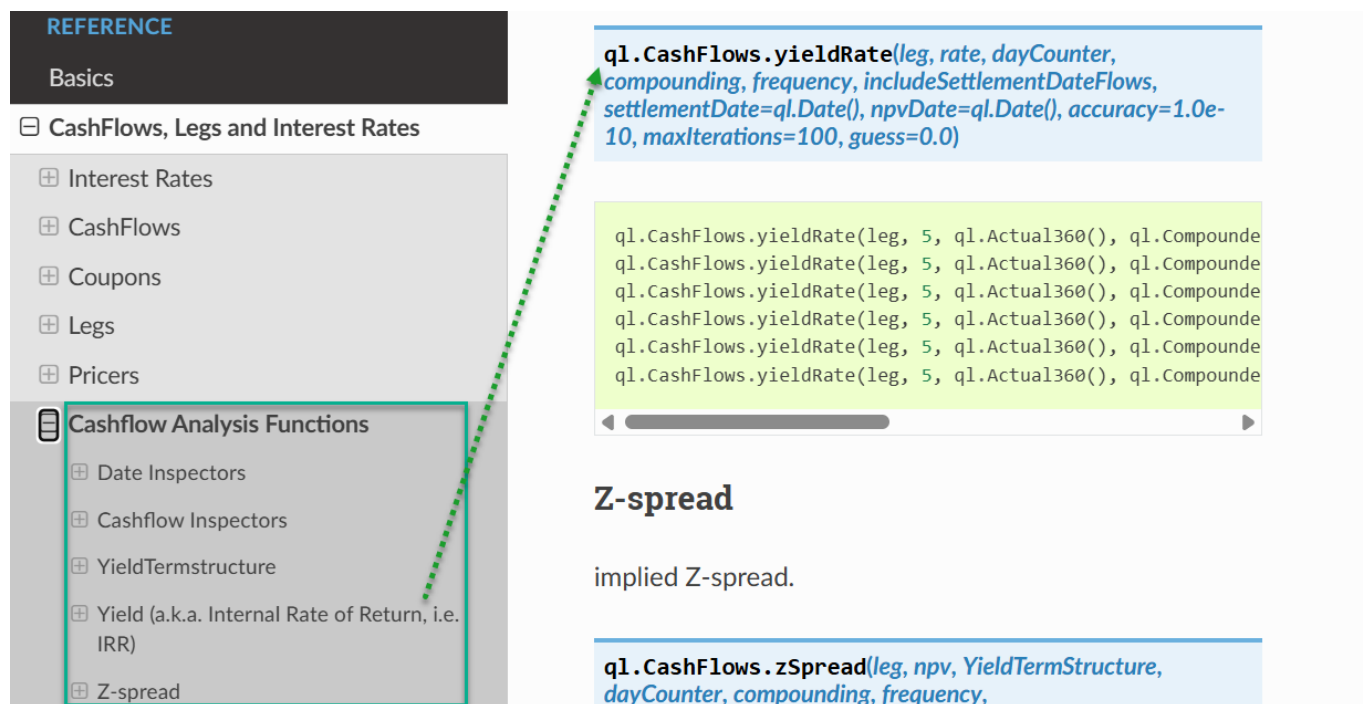 REFERENCE
Basics
CashFlows, Legs and Interest Rates
Interest Rates
CashFlows
Coupons
Legs
Pricers
Cashflow Analysis Functions
Date Inspectors
Cashflow Inspectors
YieldTermstructure
Yield (a.k.a. Internal Rate of Return, i.e.
IRR)
Z-spread
ql.CashFlows.yieldRate(leg, rate, dayCounter,
compounding, frequency, includeSettlementDateFlows,
settlementDate=ql.Date(), npvDate=ql.Date(), accuracy=1.0e-
10, maxIterations=100, guess=0.0)
ql.CashFlows.yieldRate(leg, 5, ql.Actual360(), ql.Compounde
ql.CashFlows.yieldRate(leg, 5, ql.Actual360(), ql.Compounde
ql.CashFlows.yieldRate(leg, 5, ql.Actual360(), ql.Compounde
ql.CashFlows.yieldRate(leg, 5, ql.Actual360(), ql.Compounde
ql.CashFlows.yieldRate(leg, 5, ql.Actual360(), ql.Compounde
ql.CashFlows.yieldRate(leg, 5, ql.Actual360(), ql.Compounde
Z-spread
implied Z-spread.
ql.CashFlows.zSpread(leg, npv, YieldTermStructure,
dayCounter, compounding, frequency,